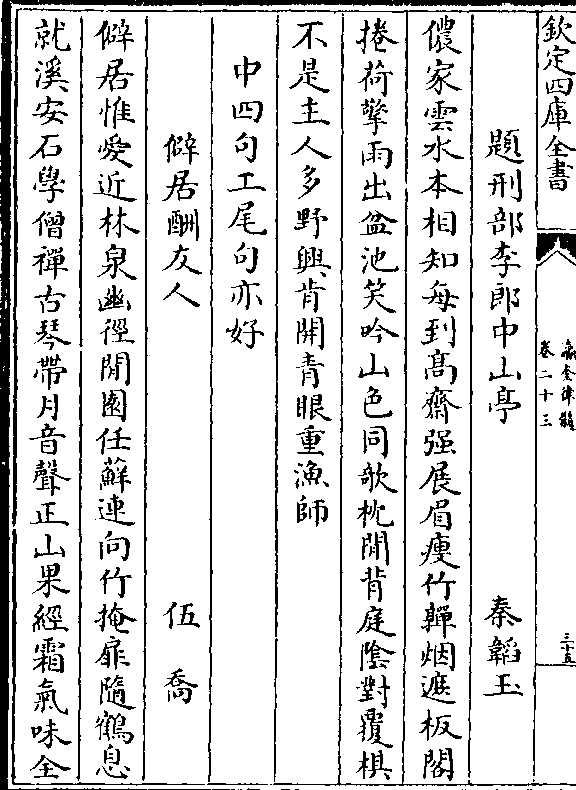 欽定四庫全書
瀛奎律髓
卷二十三
三十五
題刑部李郎中山亭 秦韜玉
儂家雲水本相知每到高齋强展眉瘦竹嚲烟遮板閣
捲荷擎雨出盆池笑吟山色同欹枕閒背庭陰對覆棋
不是主人多野興肯開青眼重漁師
中四句工尾句亦好
僻居酬友人 伍喬
僻居惟愛近林泉幽徑閒園任蘚連向竹掩扉隨鶴息
就溪安石學僧禪古琴帶月音聲正山果經霜氣味全